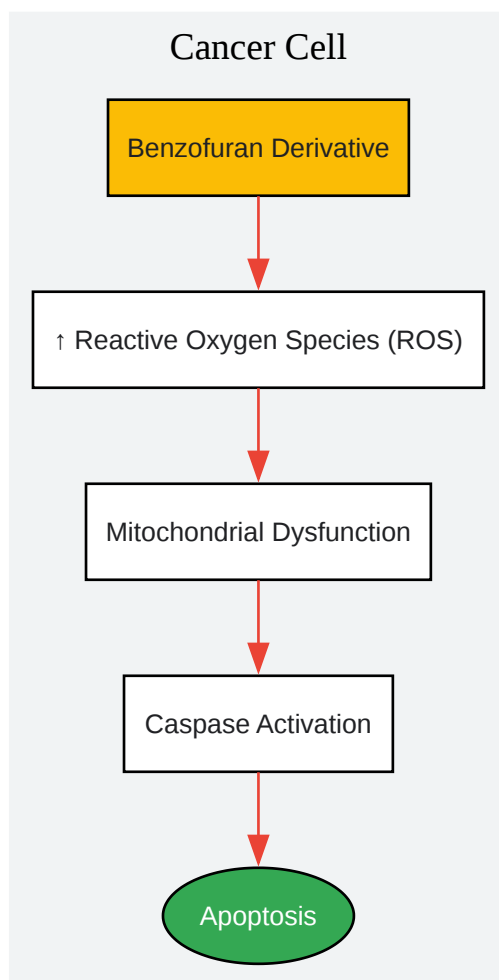 Cancer Cell
Benzofuran Derivative
↑ Reactive Oxygen Species (ROS)
Mitochondrial Dysfunction
Caspase Activation
Apoptosis